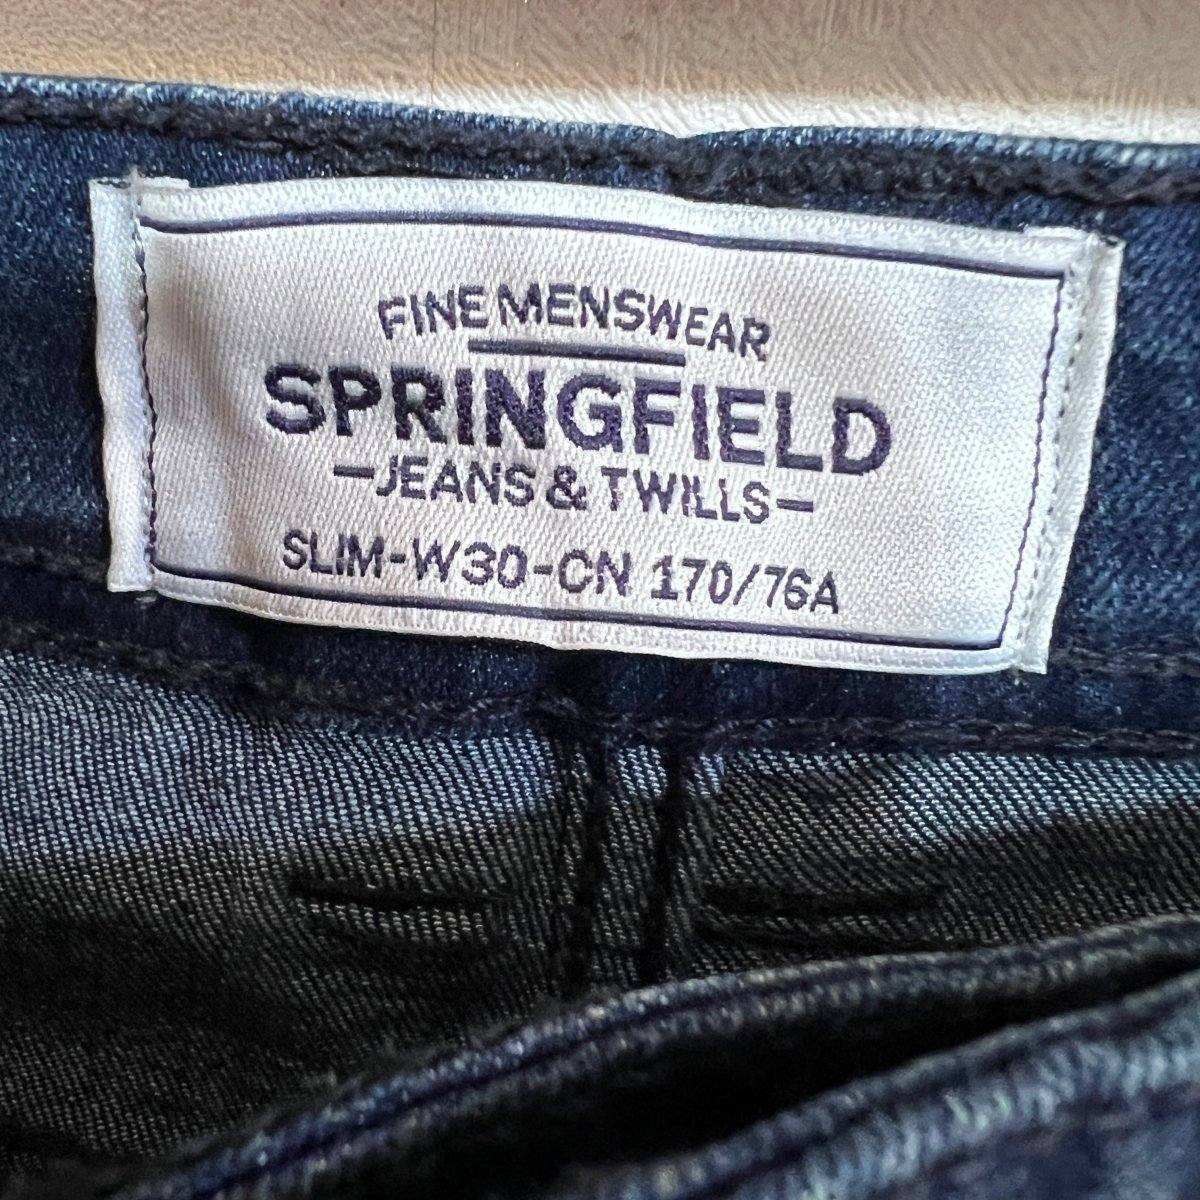 FINE MENSWEAR
SPRINGFIELD
-JEANS & TWILLS-
SLIM-W30-CN 170/76A